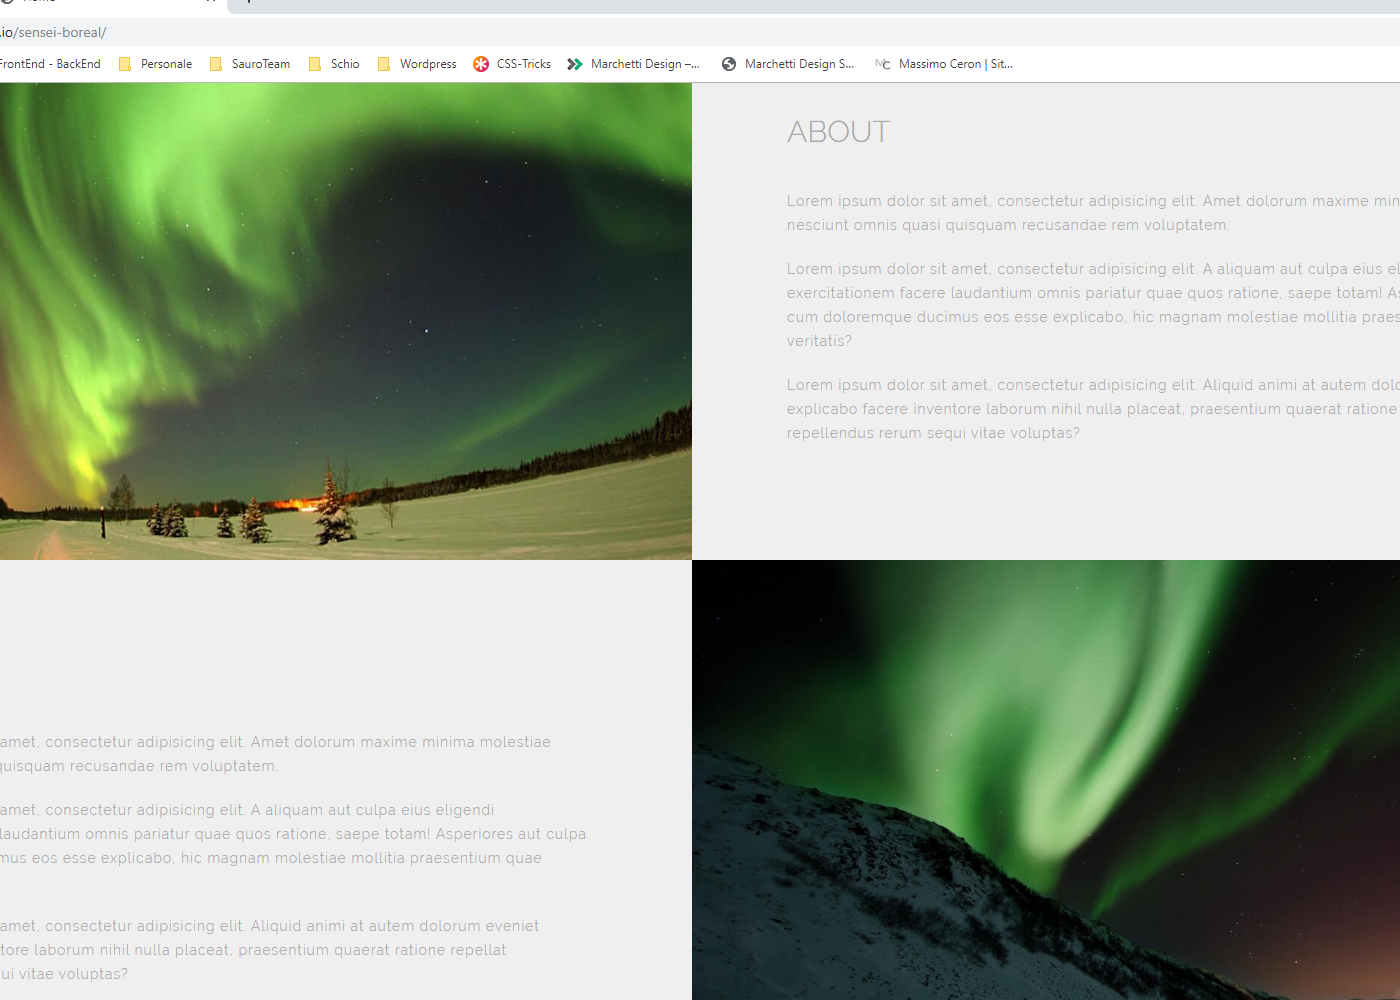 .io/sensei-boreal/
FrontEnd - BackEnd Personale SauroTeam Schio Wordpress CSS-Tricks Marchetti Design –... Marchetti Design S... Massimo Ceron | Sit...
ABOUT
Lorem ipsum dolor sit amet, consectetur adipisicing elit. Amet dolorum maxime min
nesciunt omnis quasi quisquam recusandae rem voluptatem.
Lorem ipsum dolor sit amet, consectetur adipisicing elit. A aliquam aut culpa eius el
exercitationem facere laudantium omnis pariatur quae quos ratione, saepe totam! As
cum doloremque ducimus eos esse explicabo, hic magnam molestiae mollitia praes
veritatis?
Lorem ipsum dolor sit amet, consectetur adipisicing elit. Aliquid animi at autem dolo
explicabo facere inventore laborum nihil nulla placeat, praesentium quaerat ratione
repellendus rerum sequi vitae voluptas?
amet, consectetur adipisicing elit. Amet dolorum maxime minima molestiae
quisquam recusandae rem voluptatem.
amet, consectetur adipisicing elit. A aliquam aut culpa eius eligendi
laudantium omnis pariatur quae quos ratione, saepe totam! Asperiores aut culpa
mus eos esse explicabo, hic magnam molestiae mollitia praesentium quae
amet, consectetur adipisicing elit. Aliquid animi at autem dolorum eveniet
tore laborum nihil nulla placeat, praesentium quaerat ratione repellat
ui vitae voluptas?